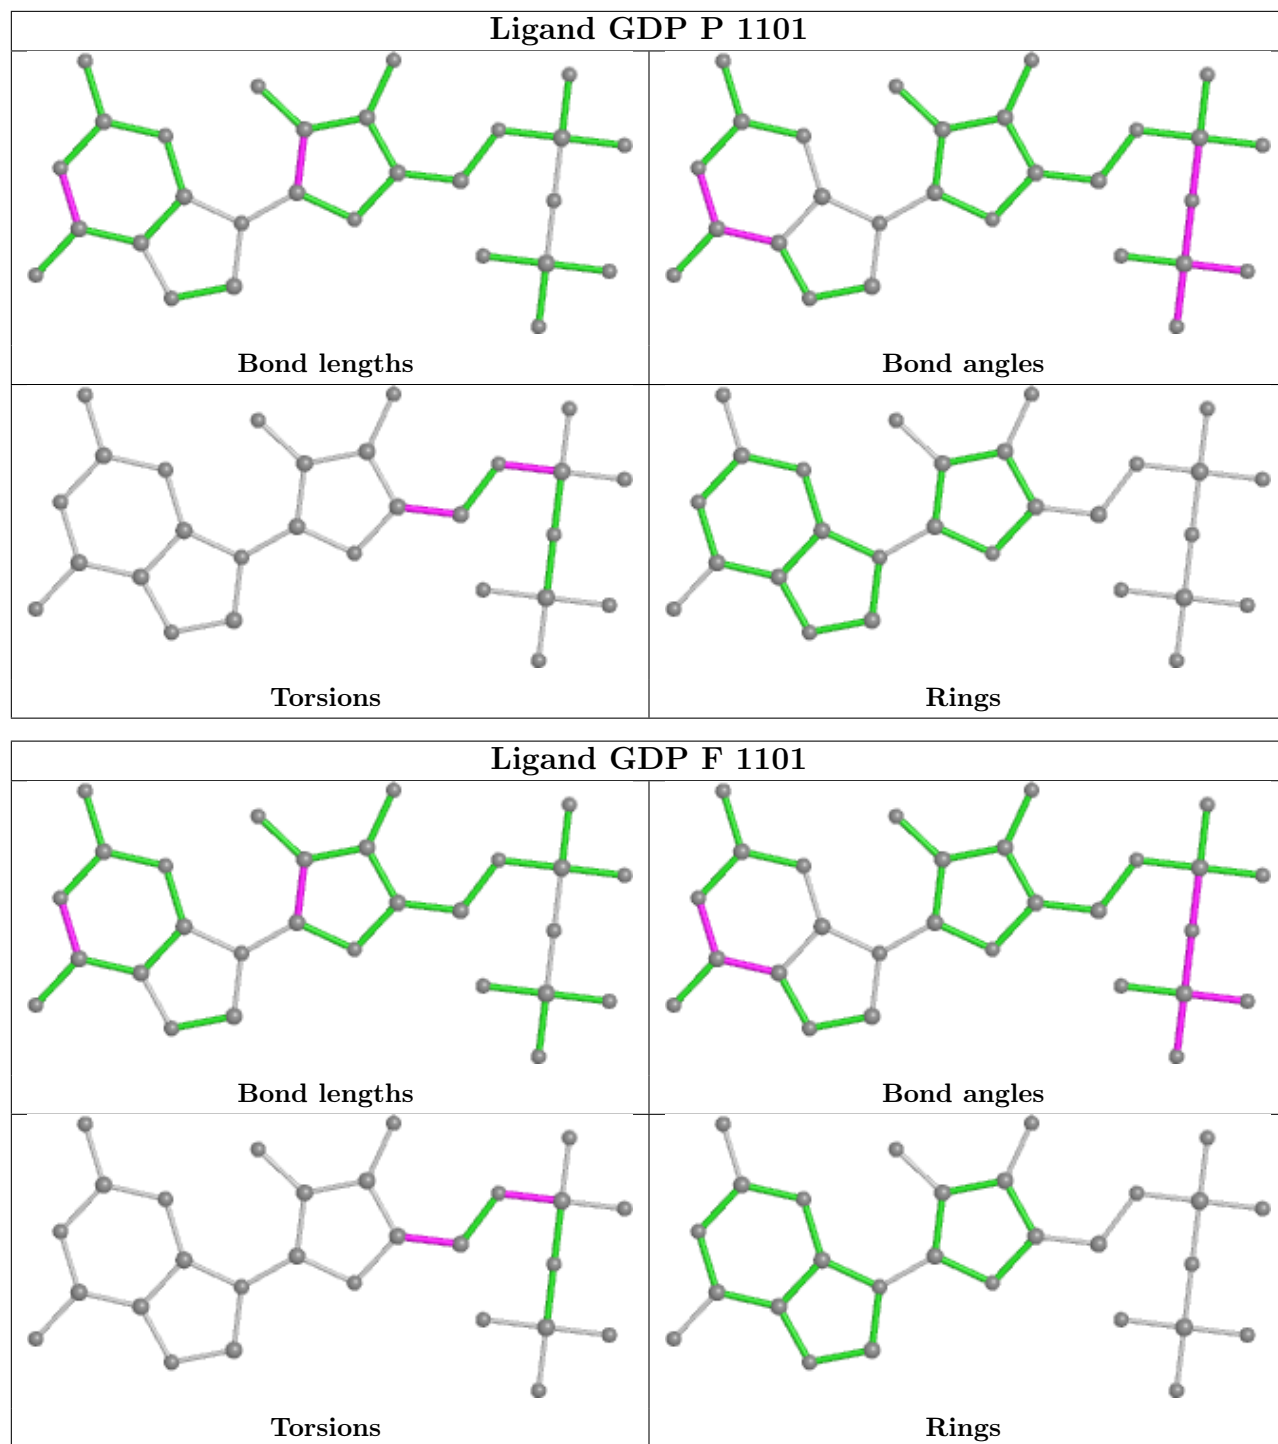 Ligand GDP P 1101
Bond lengths
Bond angles
Torsions
Rings
Ligand GDP F 1101
Bond lengths
Bond angles
Torsions
Rings